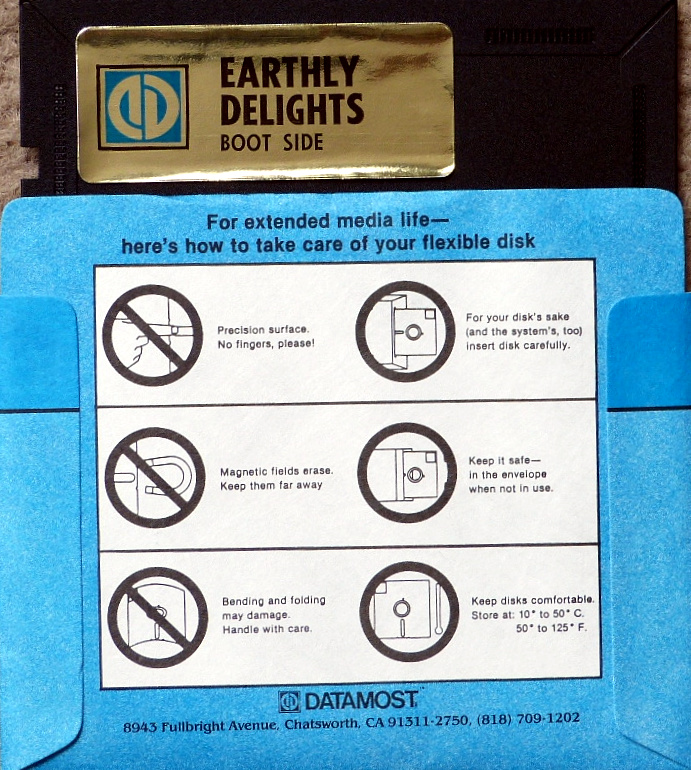 EARTHLY
DELIGHTS
BOOT SIDE
For extended media life—
here's how to take care of your flexible disk
Precision surface.
No fingers, please!
For your disk's sake
(and the system's, too)
insert disk carefully.
Magnetic fields erase.
Keep them far away
Keep it safe—
in the envelope
when not in use.
Bending and folding
may damage.
Handle with care.
Keep disks comfortable.
Store at: 10° to 50° C.
50° to 125° F.
DATAMOST
8943 Fullbright Avenue, Chatsworth, CA 91311-2750, (818) 709-1202